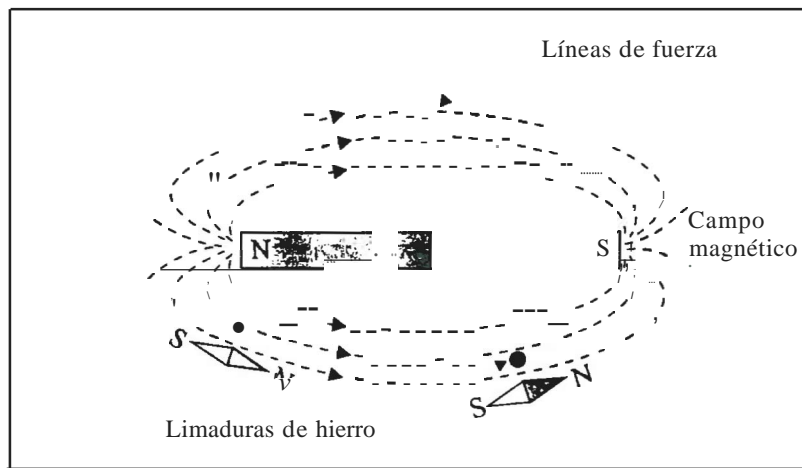 Líneas de fuerza
N
S
Campo
magnético
S
N
S
Limaduras de hierro